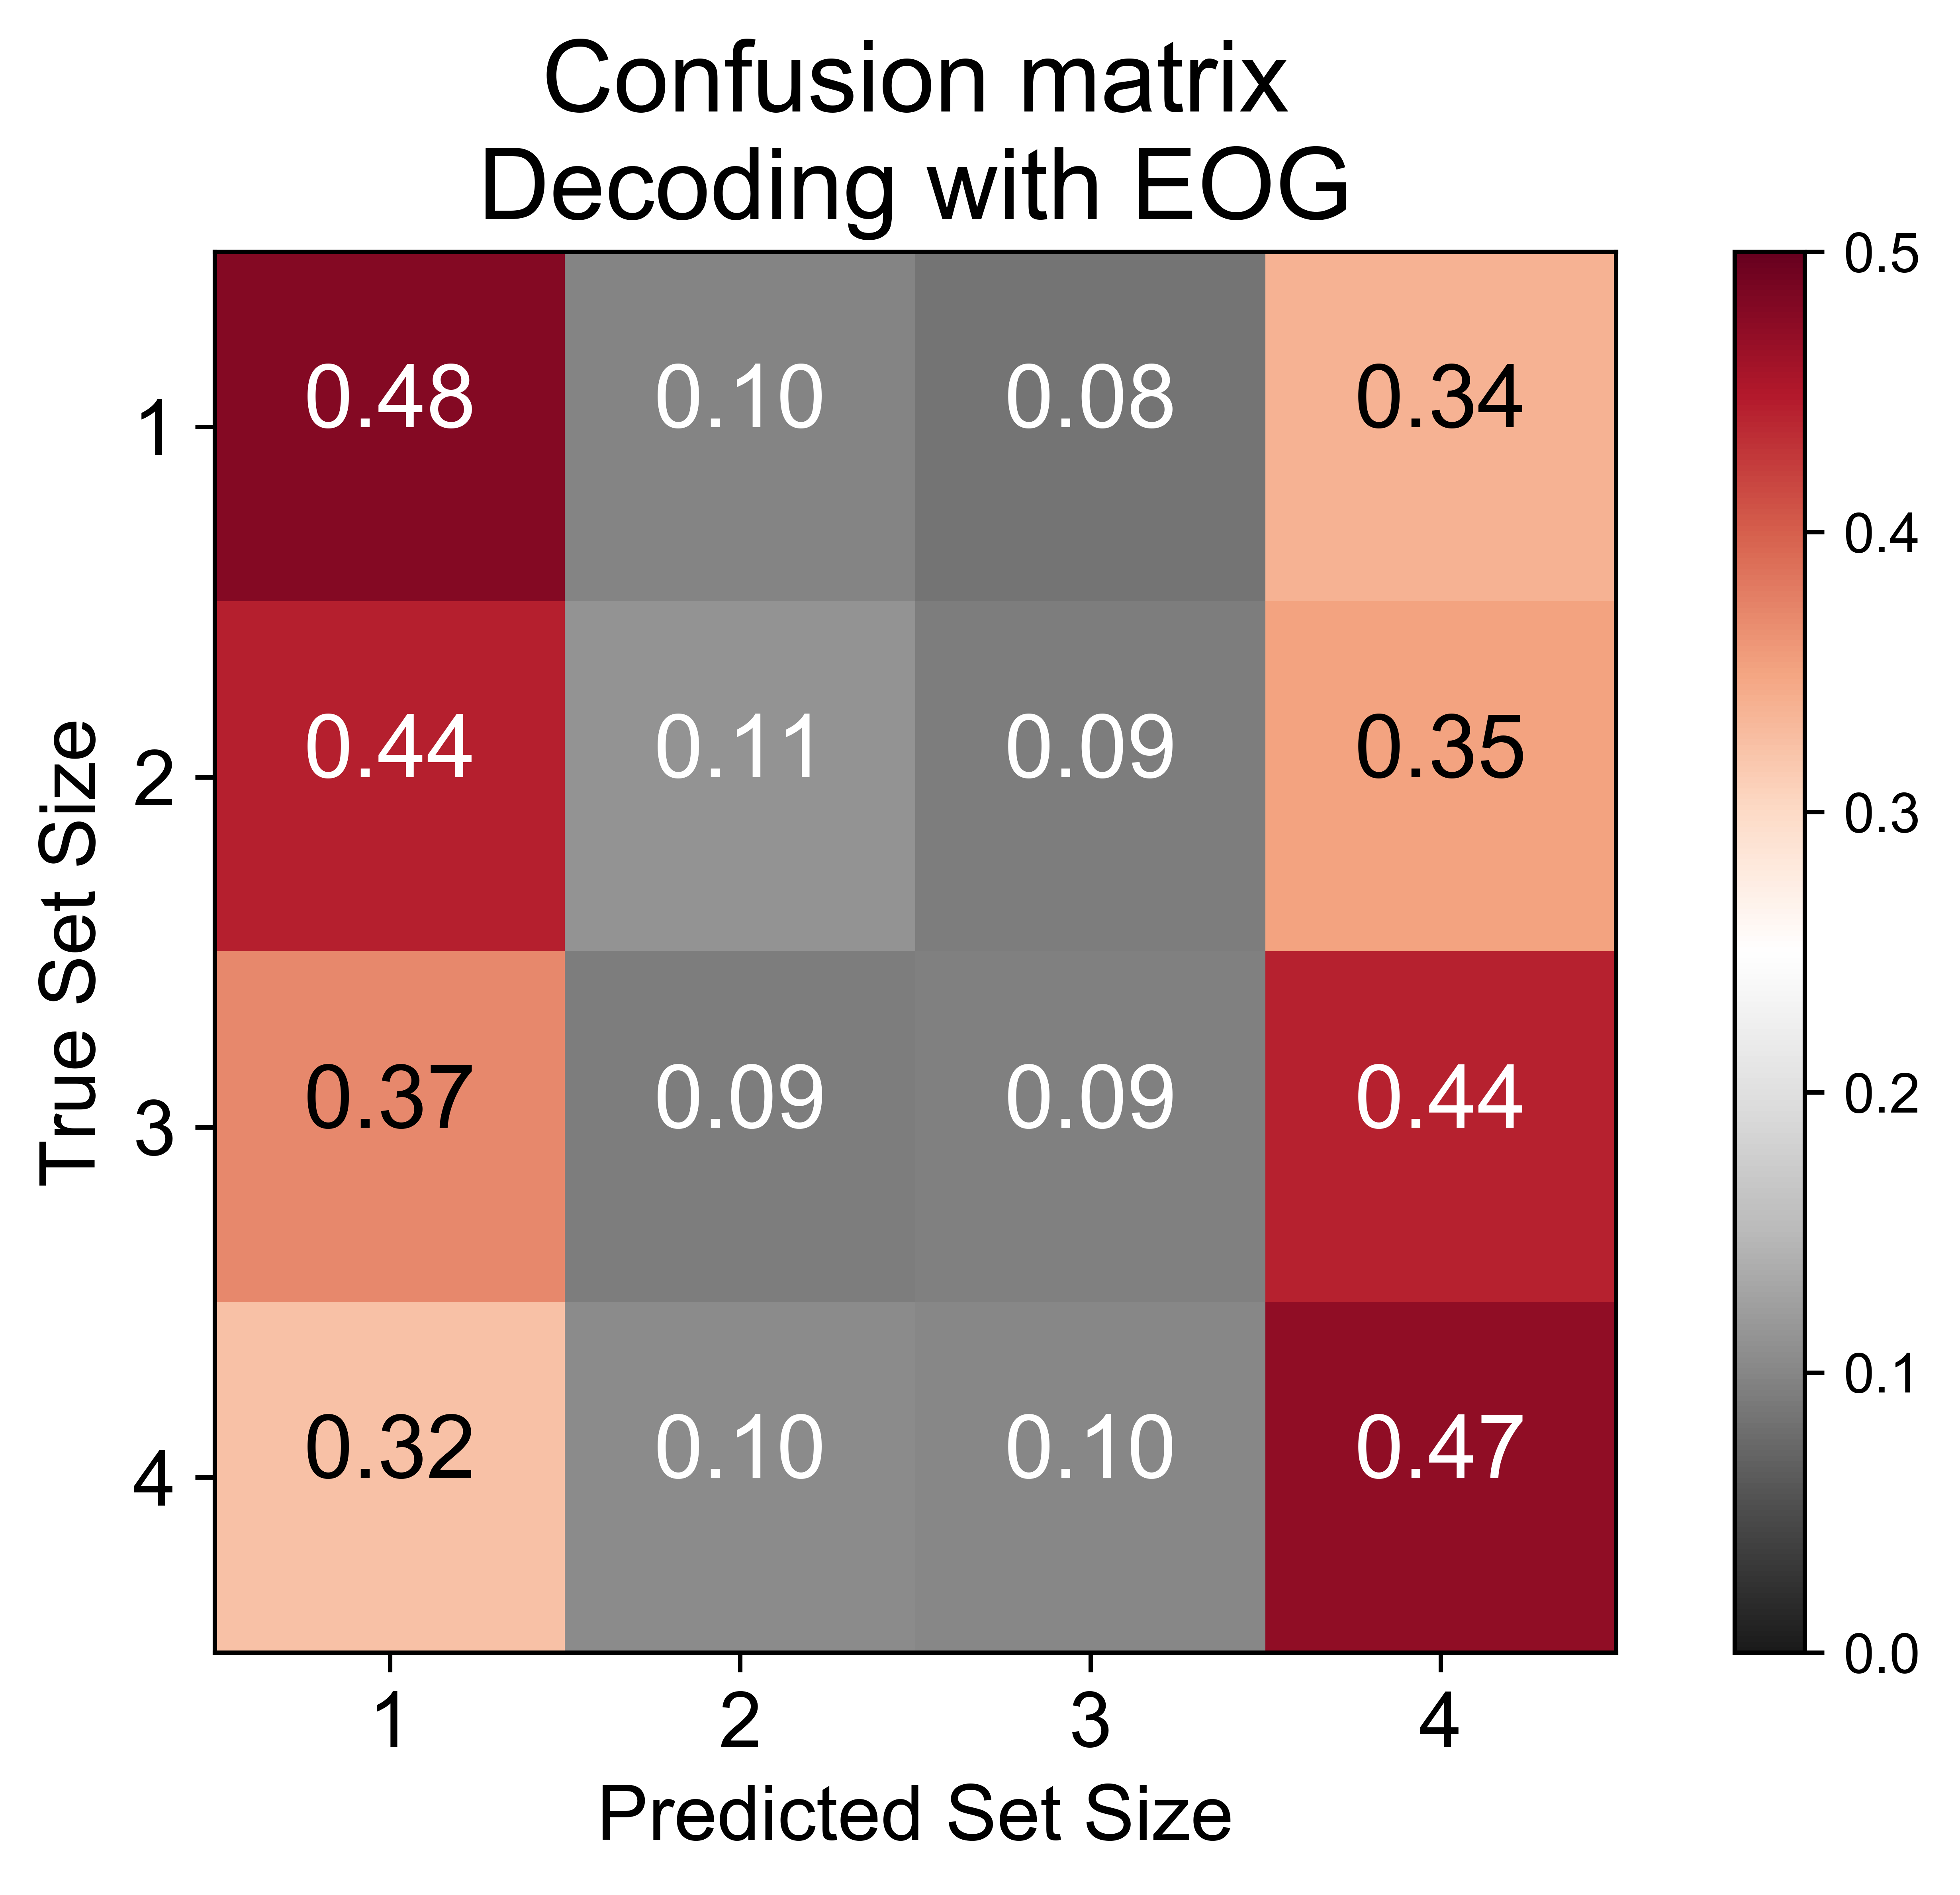 Confusion matrix
Decoding with EOG
0.5
0.48 0.10 0.08 0.34
1
0.4
0.44 0.11 0.09 0.35
2
0.3
True Set Size
0.37 0.09 0.09 0.44
3
0.2
0.32 0.10 0.10 0.47
4
0.1
0.0
1 2 3 4
Predicted Set Size